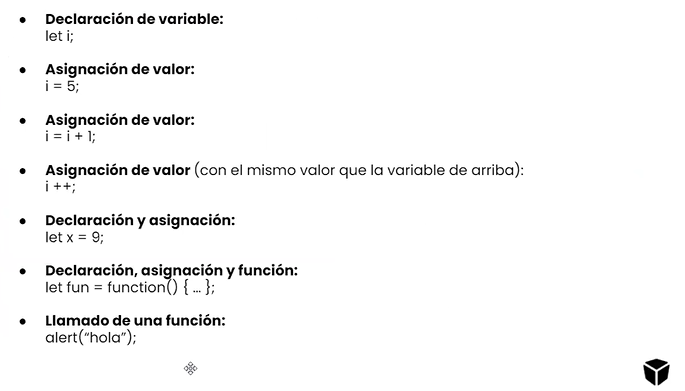 ● Declaración de variable:
let i;
● Asignación de valor:
i = 5;
● Asignación de valor:
i = i + 1;
● Asignación de valor (con el mismo valor que la variable de arriba):
i ++;
● Declaración y asignación:
let x = 9;
● Declaración, asignación y función:
let fun = function() { ... };
● Llamado de una función:
alert(“hola”);